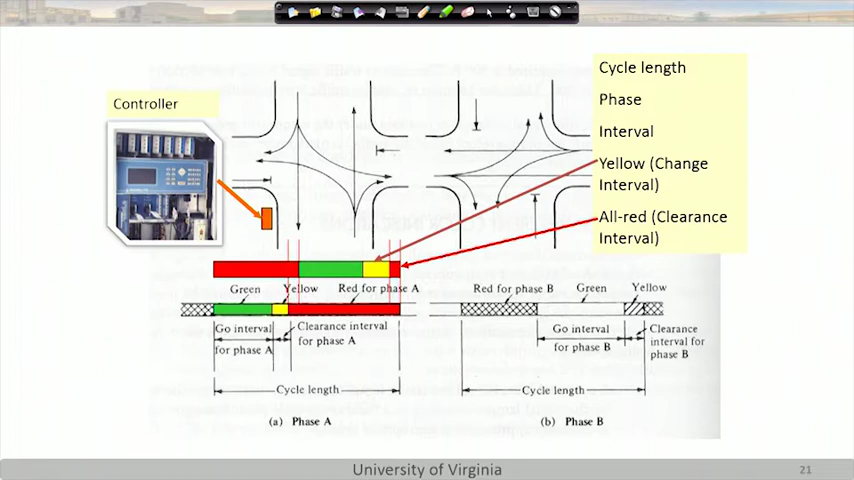 Cycle length
Phase
Interval
Yellow (Change
Interval)
All-red (Clearance
Interval)
Controller
Green
Yellow
Red for phase A
Go interval
for phase A
Clearance interval
for phase A
Cycle length
(a) Phase A
Red for phase B
Green
Yellow
Go interval
for phase B
Clearance
interval for
phase B
Cycle length
(b) Phase B
University of Virginia
21